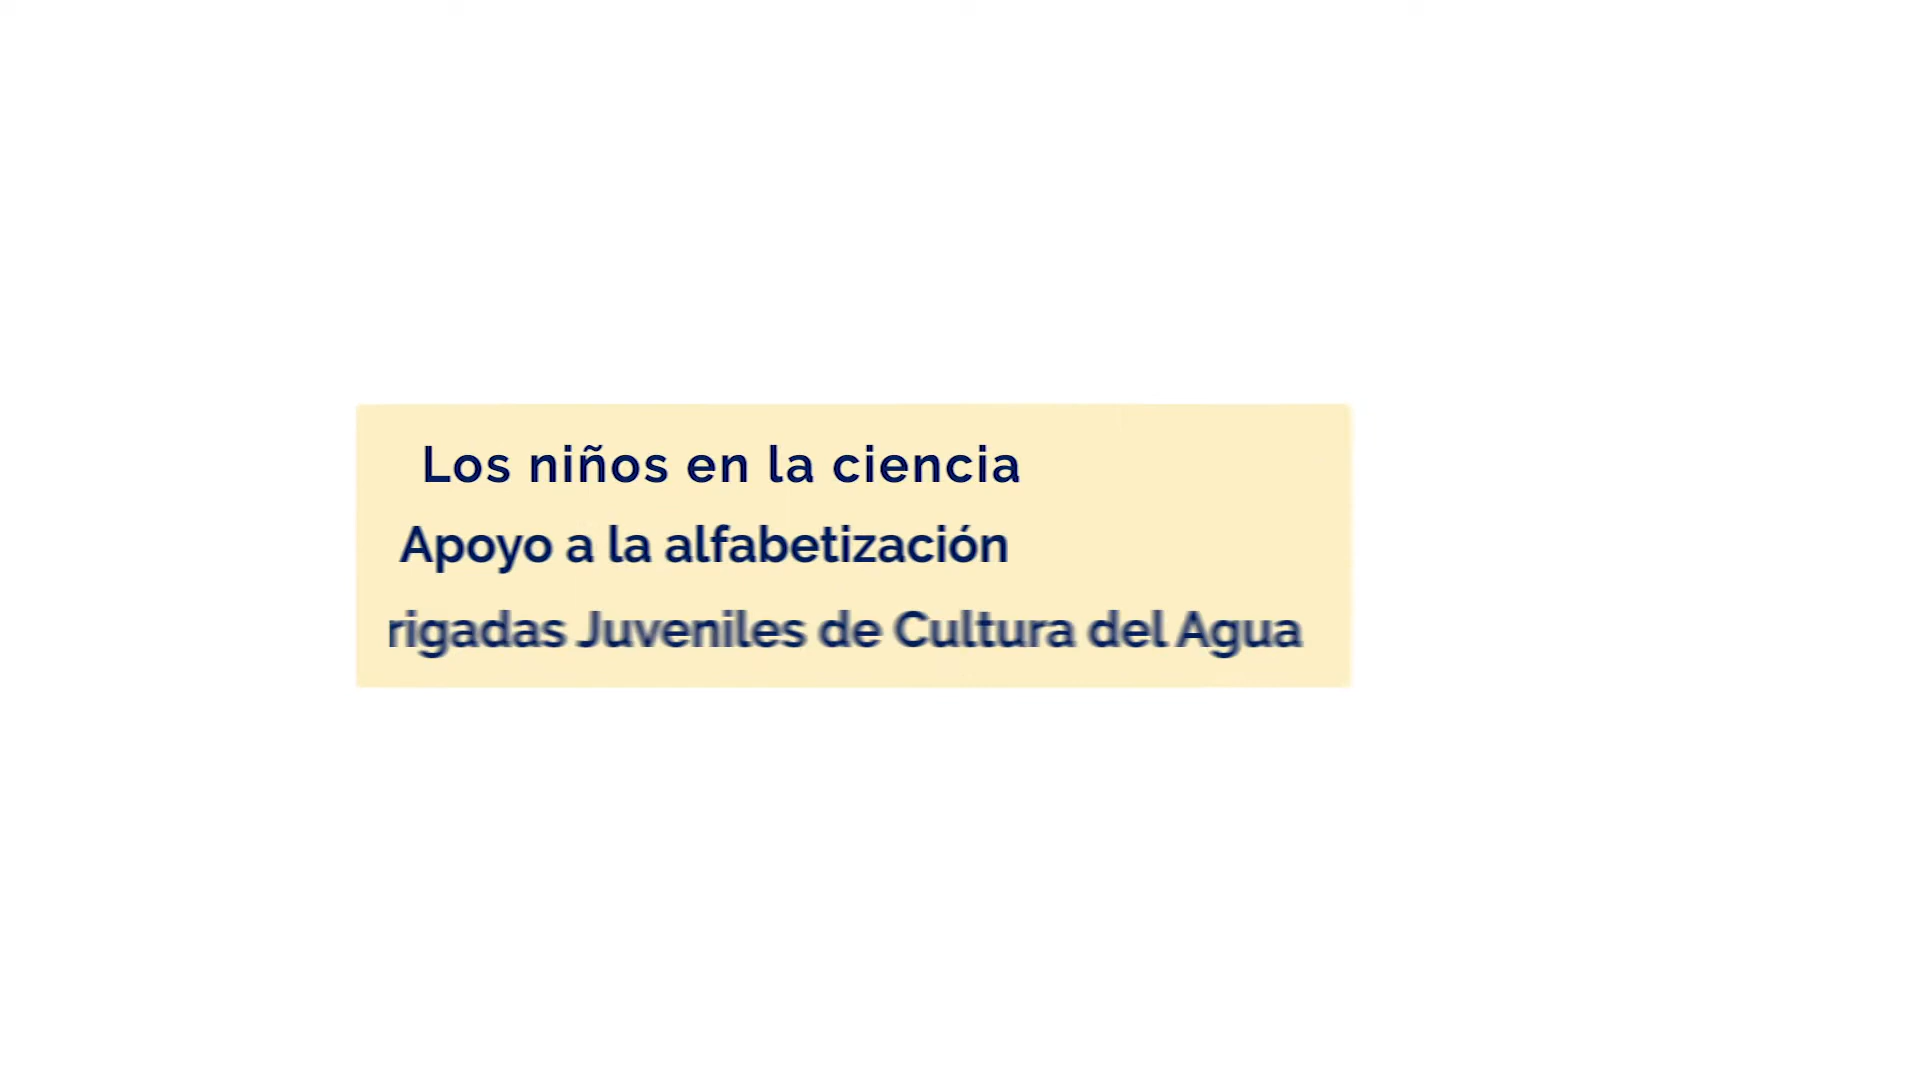 Los niños en la ciencia
Apoyo a la alfabetización
rigadas Juveniles de Cultura del Agua